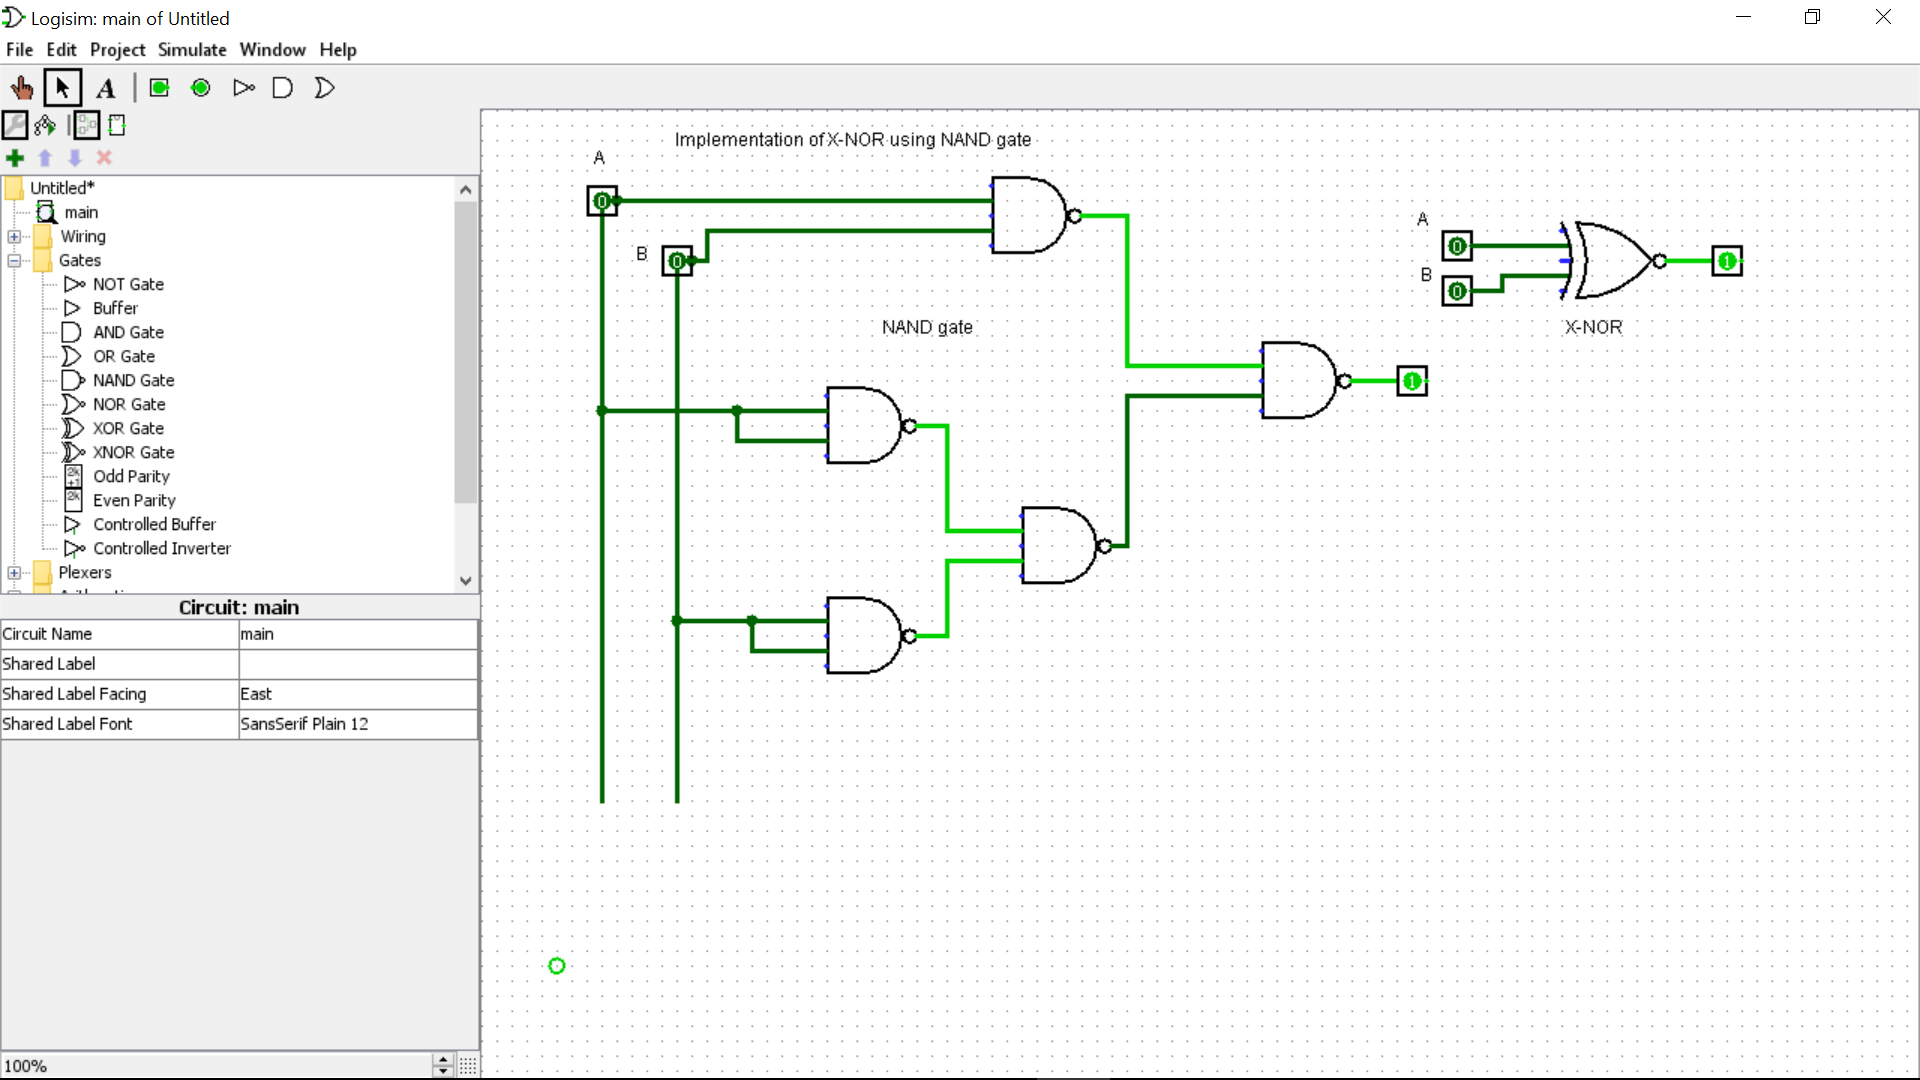 Logisim: main of Untitled
File Edit Project Simulate Window Help
A
Untitled*
main
Wiring
Gates
NOT Gate
Buffer
AND Gate
OR Gate
NAND Gate
NOR Gate
XOR Gate
XNOR Gate
2k
+1
Odd Parity
2k
Even Parity
Controlled Buffer
Controlled Inverter
Plexers
Circuit: main
Circuit Name main
Shared Label
Shared Label Facing East
Shared Label Font SansSerif Plain 12
100%
Implementation of X-NOR using NAND gate
A
0
B
0
NAND gate
1
A
0
B
0
1
X-NOR